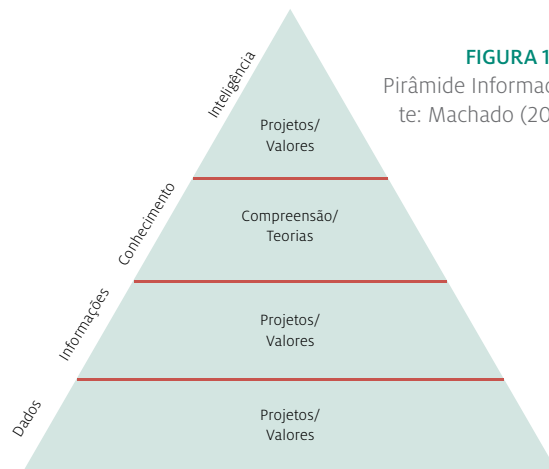 FIGURA 1
Pirâmide Informac
te: Machado (20
Inteligência
Projetos/
Valores
Conhecimento
Compreensão/
Teorias
Informações
Projetos/
Valores
Dados
Projetos/
Valores